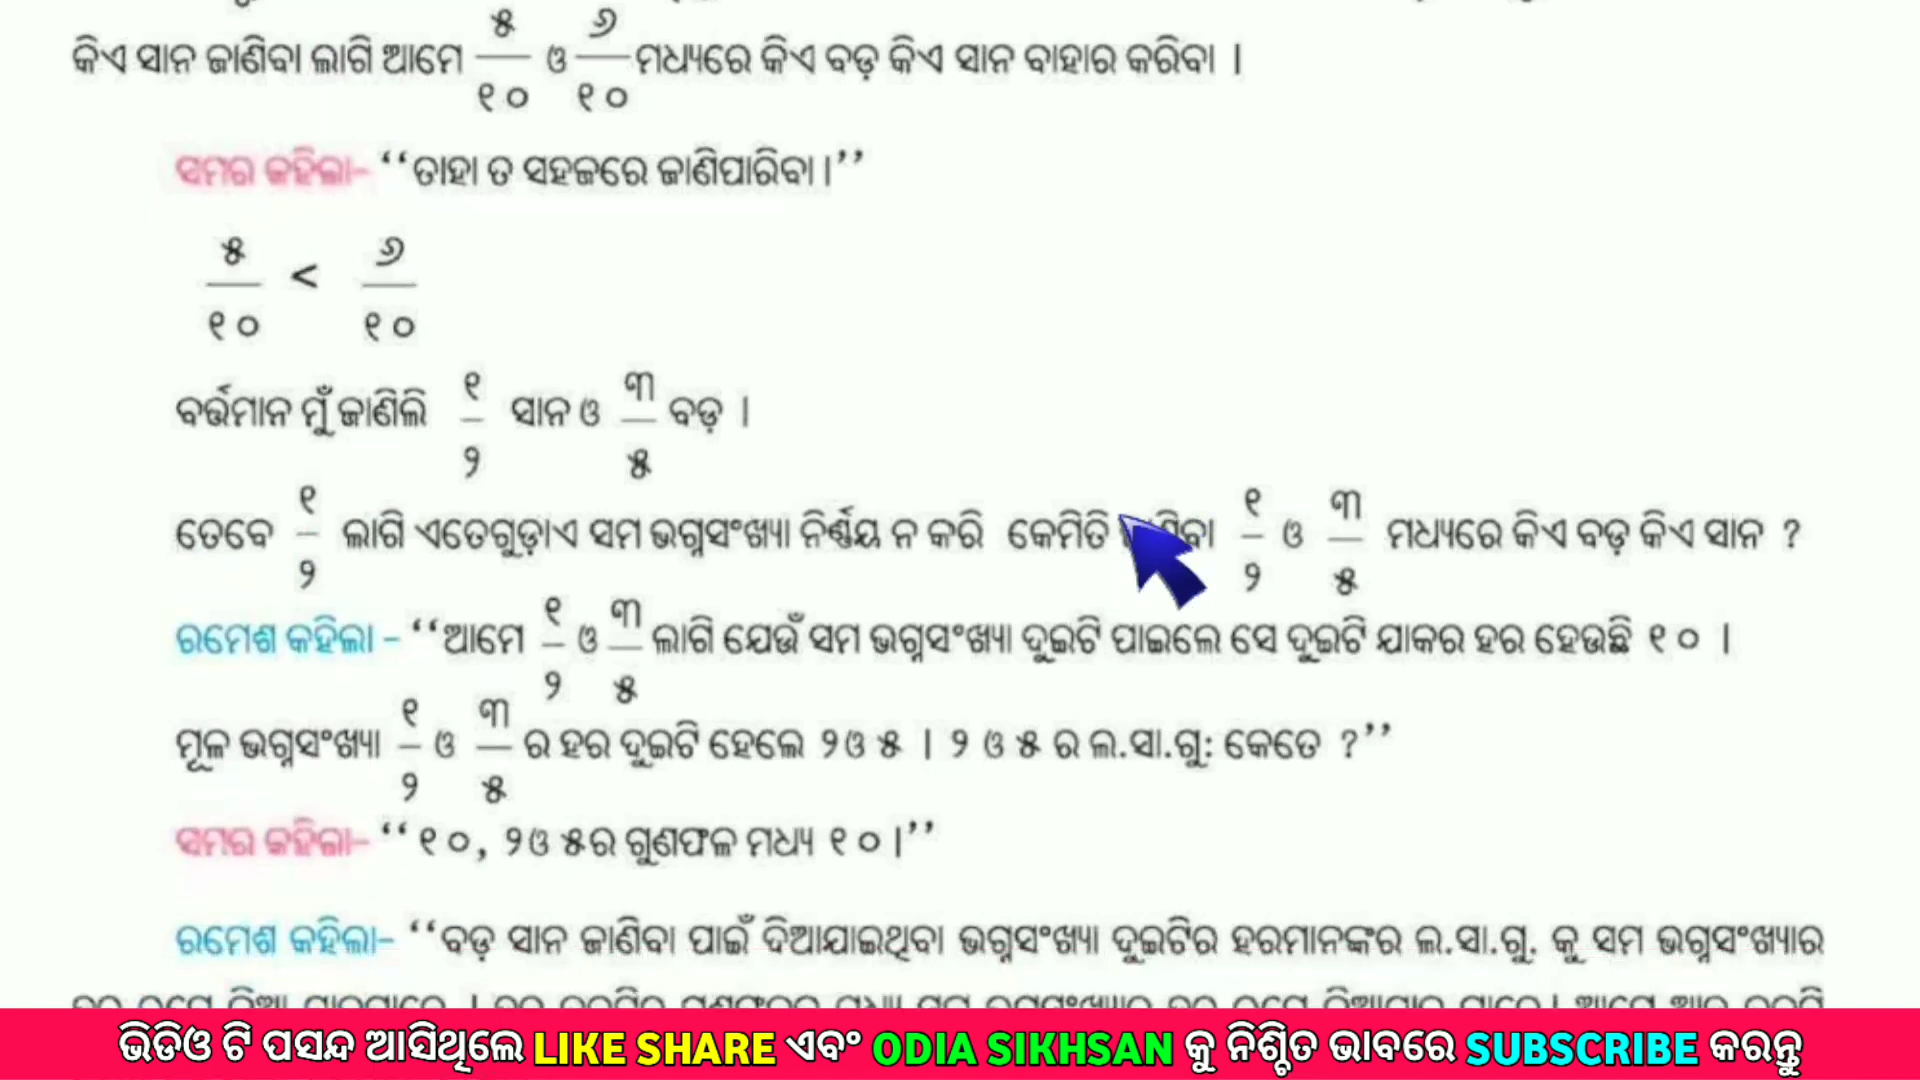 କିଏ ସାନ ଜାଣିବା ଲାଗି ଆମେ ୫/୧୦ ଓ ୬/୧୦ ମଧ୍ୟରେ କିଏ ବଡ଼ କିଏ ସାନ ବାହାର କରିବା ।
ସମର କହିଲା- ‘‘ତାହା ତ ସହଜରେ ଜାଣିପାରିବା।’’
୫/୧୦ < ୬/୧୦
ବର୍ତ୍ତମାନ ମୁଁ ଜାଣିଲି ୧/୨ ସାନ ଓ ୩/୫ ବଡ଼ ।
ତେବେ ୧/୨ ଲାଗି ଏତେଗୁଡ଼ାଏ ସମ ଭଗ୍ନସଂଖ୍ୟା ନିର୍ଣ୍ଣୟ ନ କରି କେମିତି ୧/୨ ଓ ୩/୫ ମଧ୍ୟରେ କିଏ ବଡ଼ କିଏ ସାନ ?
ରମେଶ କହିଲା - ‘‘ଆମେ ୧/୨ ଓ ୩/୫ ଲାଗି ଯେଉଁ ସମ ଭଗ୍ନସଂଖ୍ୟା ଦୁଇଟି ପାଇଲେ ସେ ଦୁଇଟି ଯାକର ହର ହେଉଛି ୧୦ ।
ମୂଳ ଭଗ୍ନସଂଖ୍ୟା ୧/୨ ଓ ୩/୫ ର ହର ଦୁଇଟି ହେଲେ ୨ଓ ୫ । ୨ ଓ ୫ ର ଲ.ସା.ଗୁ: କେତେ ?’’
ସମର କହିଲା- ‘‘୧୦, ୨ଓ ୫ର ଗୁଣଫଳ ମଧ୍ୟ ୧୦।’’
ରମେଶ କହିଲା- ‘‘ବଡ଼ ସାନ ଜାଣିବା ପାଇଁ ଦିଆଯାଇଥିବା ଭଗ୍ନସଂଖ୍ୟା ଦୁଇଟିର ହରମାନଙ୍କର ଲ.ସା.ଗୁ. କୁ ସମ ଭଗ୍ନସଂଖ୍ୟାର
ଭିଡିଓ ଟି ପସନ୍ଦ ଆସିଥିଲେ LIKE SHARE ଏବଂ ODIA SIKHSAN କୁ ନିଶ୍ଚିତ ଭାବରେ SUBSCRIBE କରନ୍ତୁ